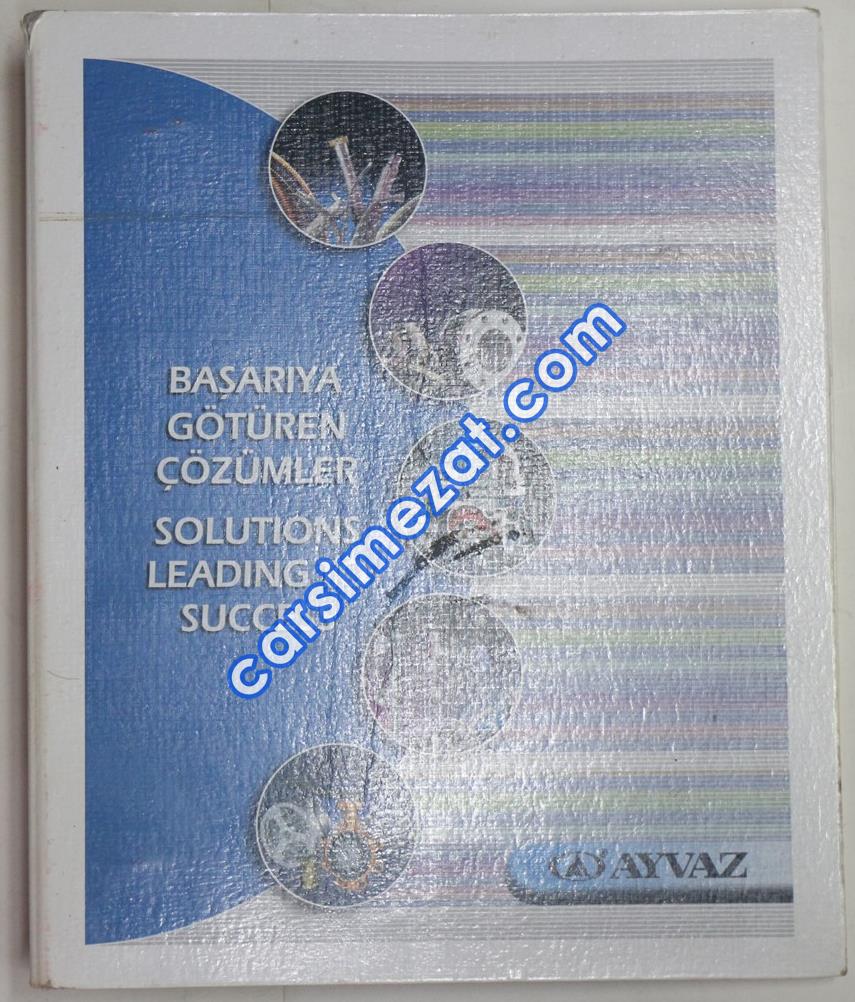 BAŞARIYA
GÖTÜREN
ÇÖZÜMLER
SOLUTIONS
LEADING
carsimezat.com
AYVAZ